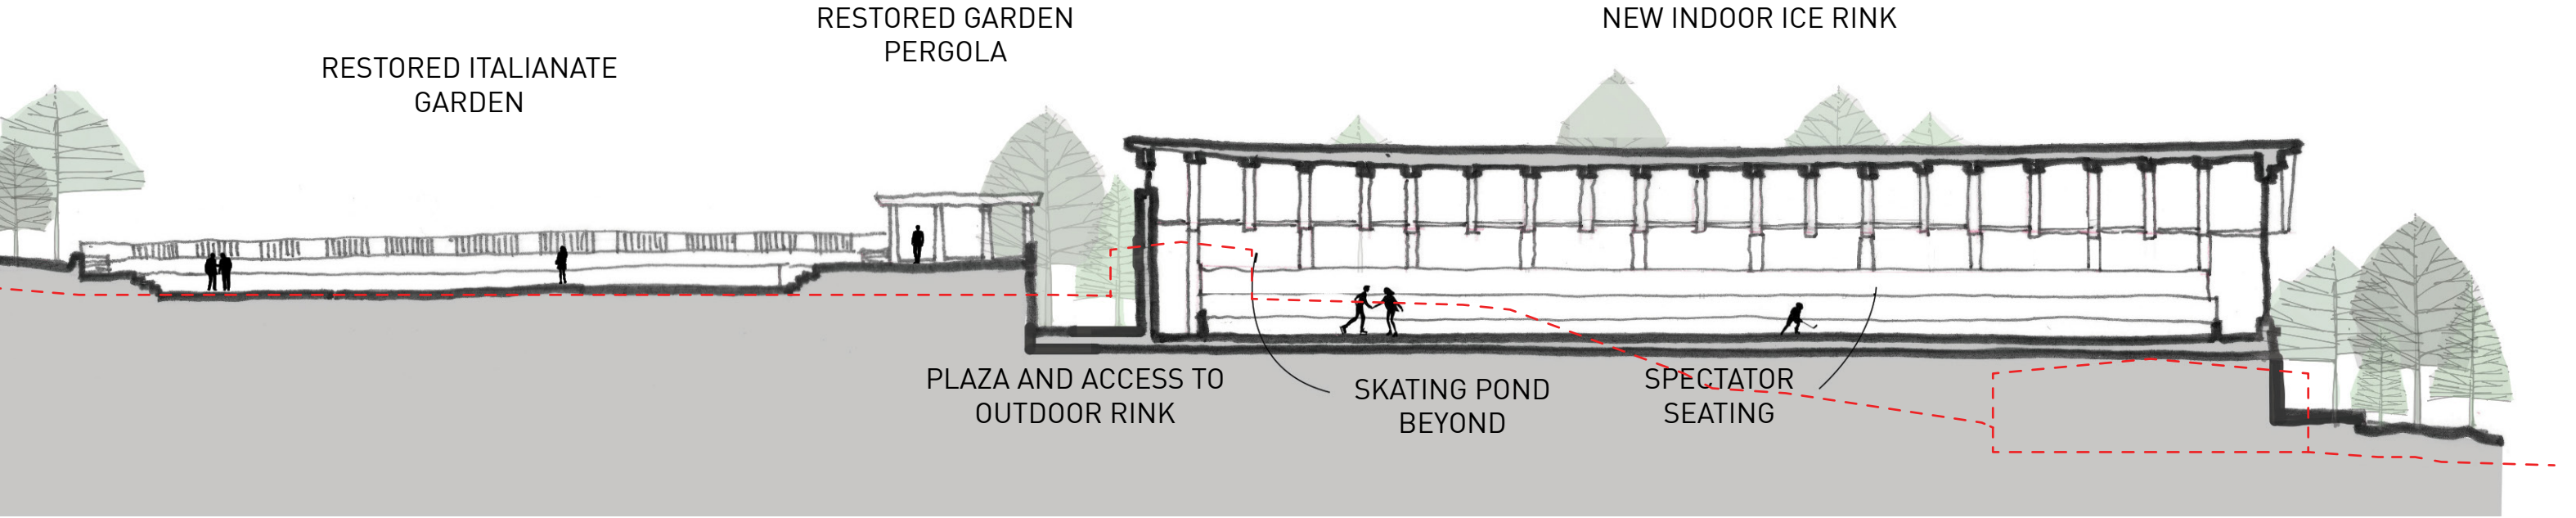 RESTORED ITALIANATE
GARDEN
RESTORED GARDEN
PERGOLA
NEW INDOOR ICE RINK
PLAZA AND ACCESS TO
OUTDOOR RINK
SKATING POND
BEYOND
SPECTATOR
SEATING